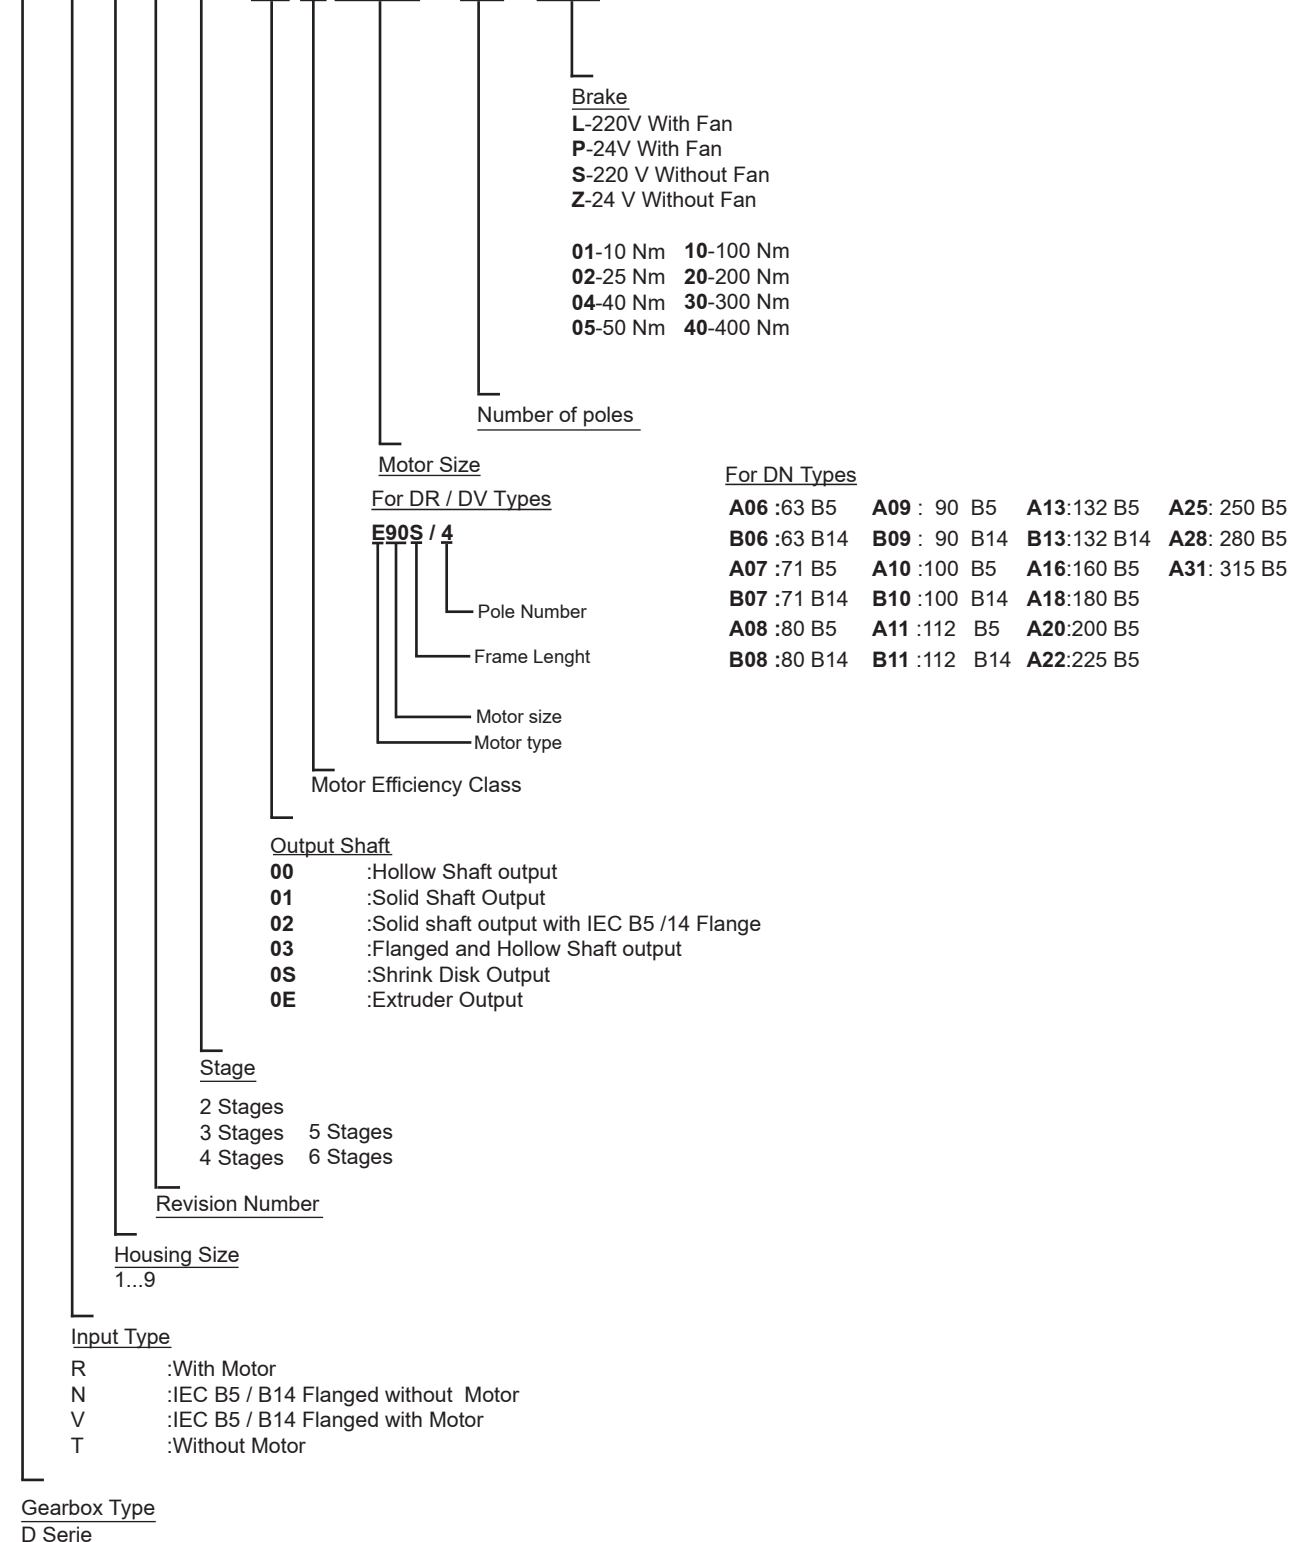 Brake
L-220V With Fan
P-24V With Fan
S-220 V Without Fan
Z-24 V Without Fan
01-10 Nm 10-100 Nm
02-25 Nm 20-200 Nm
04-40 Nm 30-300 Nm
05-50 Nm 40-400 Nm
Number of poles
Motor Size
For DR / DV Types
E90S / 4
Pole Number
Frame Lenght
Motor size
Motor type
For DN Types
A06 :63 B5 A09 : 90 B5 A13:132 B5 A25: 250 B5
B06 :63 B14 B09 : 90 B14 B13:132 B14 A28: 280 B5
A07 :71 B5 A10 :100 B5 A16:160 B5 A31: 315 B5
B07 :71 B14 B10 :100 B14 A18:180 B5
A08 :80 B5 A11 :112 B5 A20:200 B5
B08 :80 B14 B11 :112 B14 A22:225 B5
Motor Efficiency Class
Output Shaft
00 :Hollow Shaft output
01 :Solid Shaft Output
02 :Solid shaft output with IEC B5 /14 Flange
03 :Flanged and Hollow Shaft output
0S :Shrink Disk Output
0E :Extruder Output
Stage
2 Stages
3 Stages 5 Stages
4 Stages 6 Stages
Revision Number
Housing Size
1...9
Input Type
R :With Motor
N :IEC B5 / B14 Flanged without Motor
V :IEC B5 / B14 Flanged with Motor
T :Without Motor
Gearbox Type
D Serie